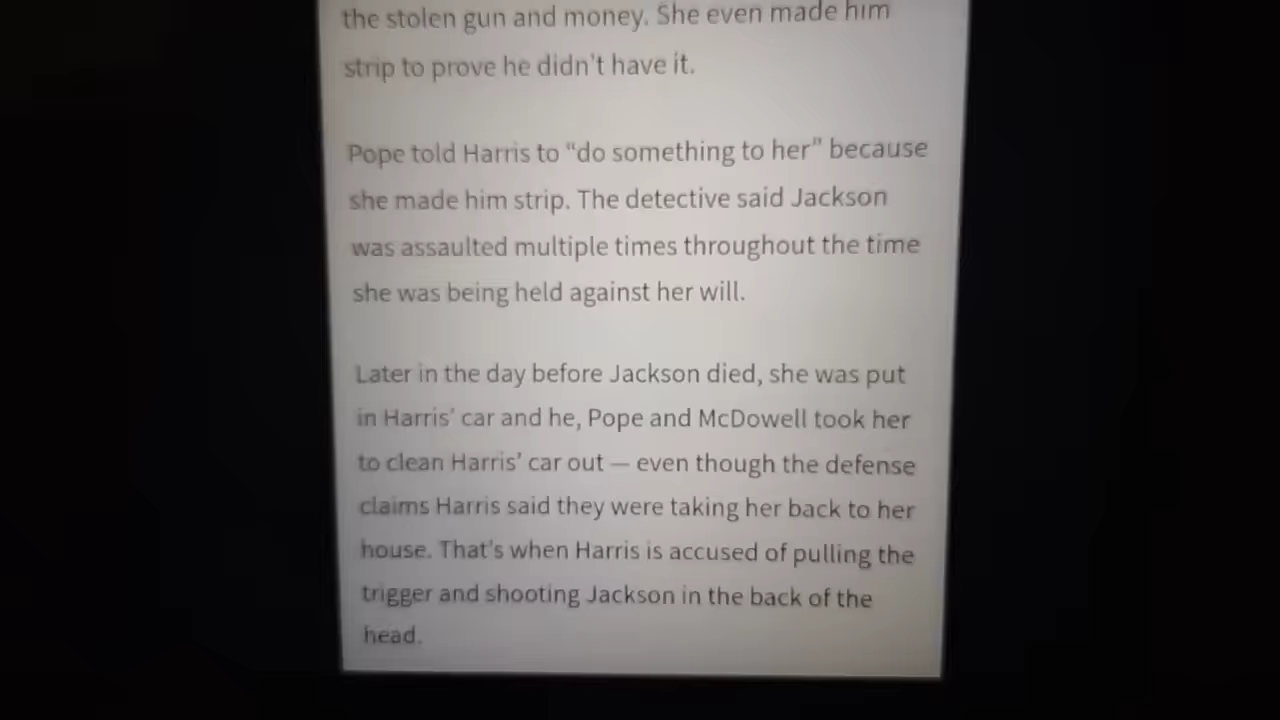 the stolen gun and money. She even made him
strip to prove he didn't have it.
Pope told Harris to “do something to her” because
she made him strip. The detective said Jackson
was assaulted multiple times throughout the time
she was being held against her will.
Later in the day before Jackson died, she was put
in Harris’ car and he, Pope and McDowell took her
to clean Harris’ car out — even though the defense
claims Harris said they were taking her back to her
house. That’s when Harris is accused of pulling the
trigger and shooting Jackson in the back of the
head.